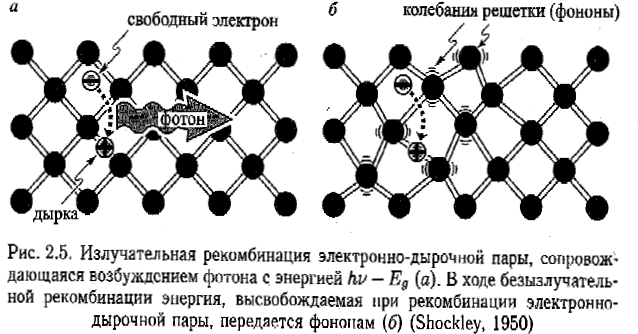 а
свободный электрон
б
колебания решетки (фононы)
фотон
дырка
Рис. 2.5. Излучательная рекомбинация электронно-дырочной пары, сопровож-
дающаяся возбуждснием фотона с энергией hν − Eg (а). В ходе безызлучатель-
ной рекомбинации энергия, высвобождаемая при рекомбинации электронно-
дырочной пары, передается фононам (б) (Shockley, 1950)